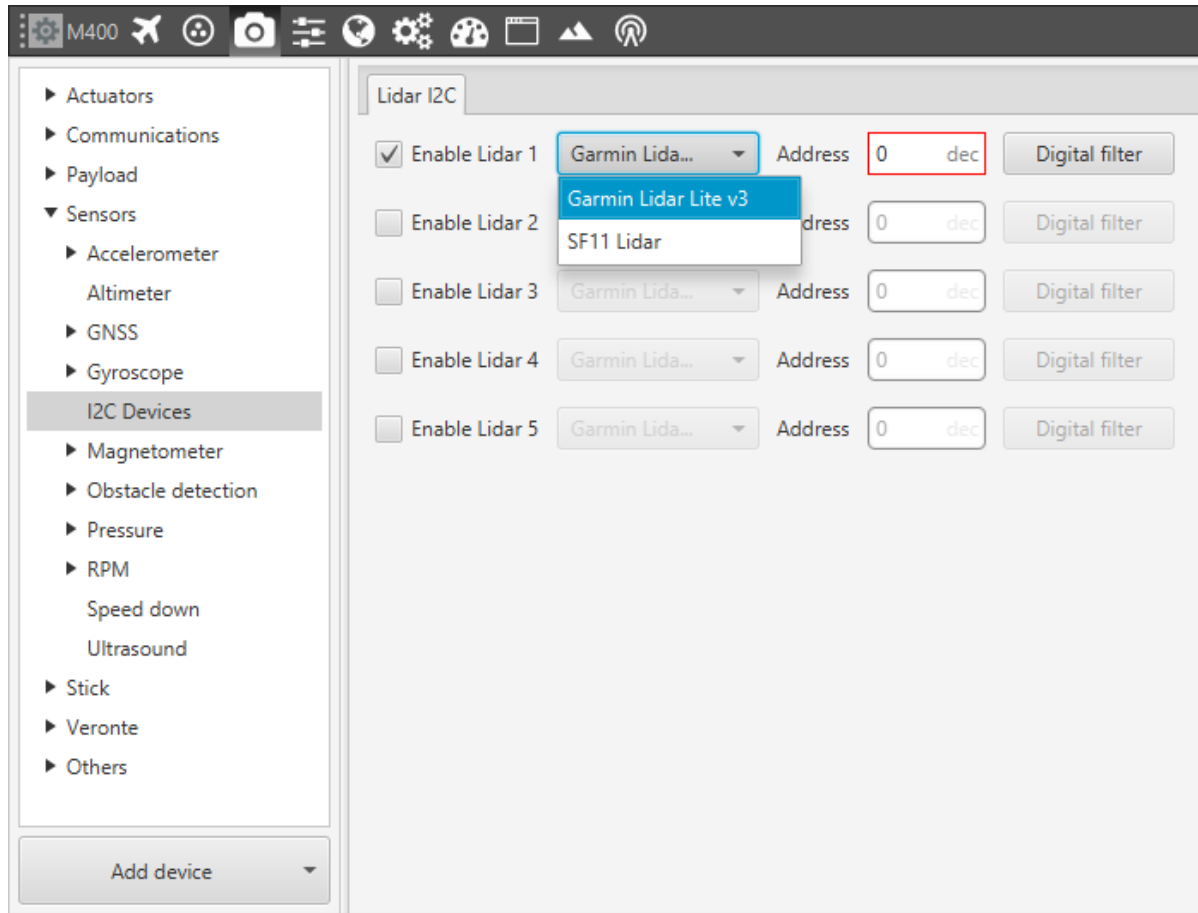 M400
Actuators
Communications
Payload
Sensors
Accelerometer
Altimeter
GNSS
Gyroscope
I2C Devices
Magnetometer
Obstacle detection
Pressure
RPM
Speed down
Ultrasound
Stick
Veronte
Others
Add device
Lidar I2C
Enable Lidar 1 Garmin Lida... Address 0 dec Digital filter
Garmin Lidar Lite v3
SF11 Lidar
Enable Lidar 2 dress 0 dec Digital filter
Enable Lidar 3 Garmin Lida... Address 0 dec Digital filter
Enable Lidar 4 Garmin Lida... Address 0 dec Digital filter
Enable Lidar 5 Garmin Lida... Address 0 dec Digital filter